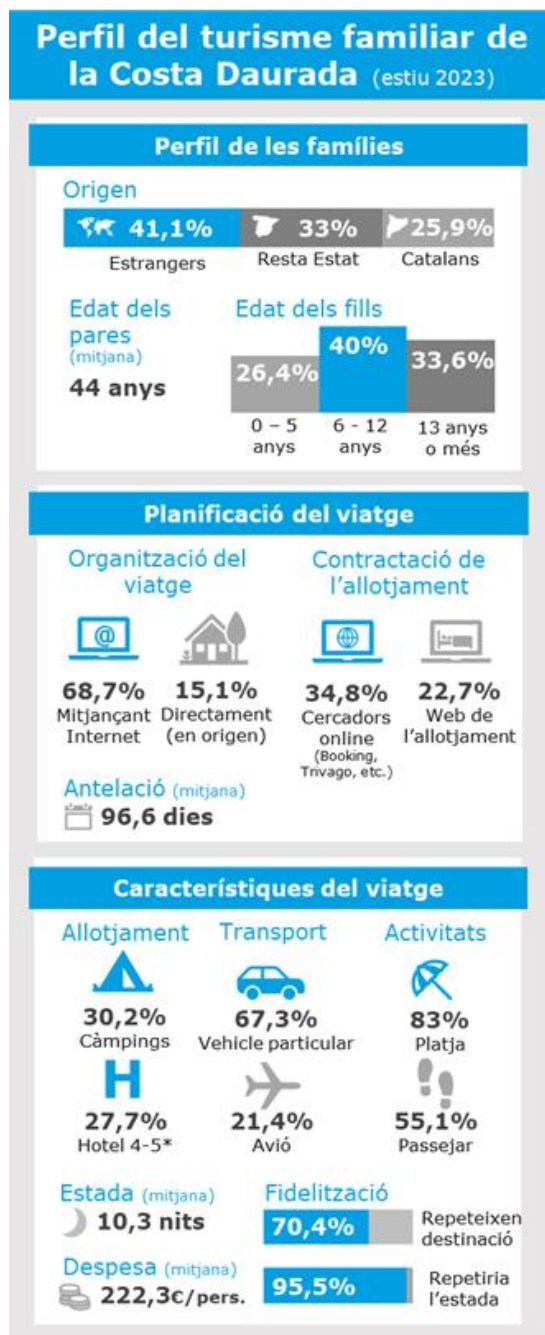 Perfil del turisme familiar de
la Costa Daurada (estiu 2023)
Perfil de les famílies
Origen
41,1% 33% 25,9%
Estrangers Resta Estat Catalans
Edat dels
pares
(mitjana)
44 anys
Edat dels fills
26,4% 40% 33,6%
0 – 5
anys
6 - 12
anys
13 anys
o més
Planificació del viatge
Organització del
viatge
@
68,7%
Mitjançant
Internet
15,1%
Directament
(en origen)
Contractació de
l'allotjament
34,8%
Cercadors
online
(Booking,
Trivago, etc.)
22,7%
Web de
l'allotjament
Antelació (mitjana)
96,6 dies
Característiques del viatge
Allotjament
30,2%
Càmpings
H
27,7%
Hotel 4-5*
Transport
67,3%
Vehicle particular
21,4%
Avió
Activitats
83%
Platja
55,1%
Passejar
Estada (mitjana)
10,3 nits
Despesa (mitjana)
222,3€/pers.
Fidelització
70,4%
Repeteixen
destinació
95,5%
Repetiria
l'estada